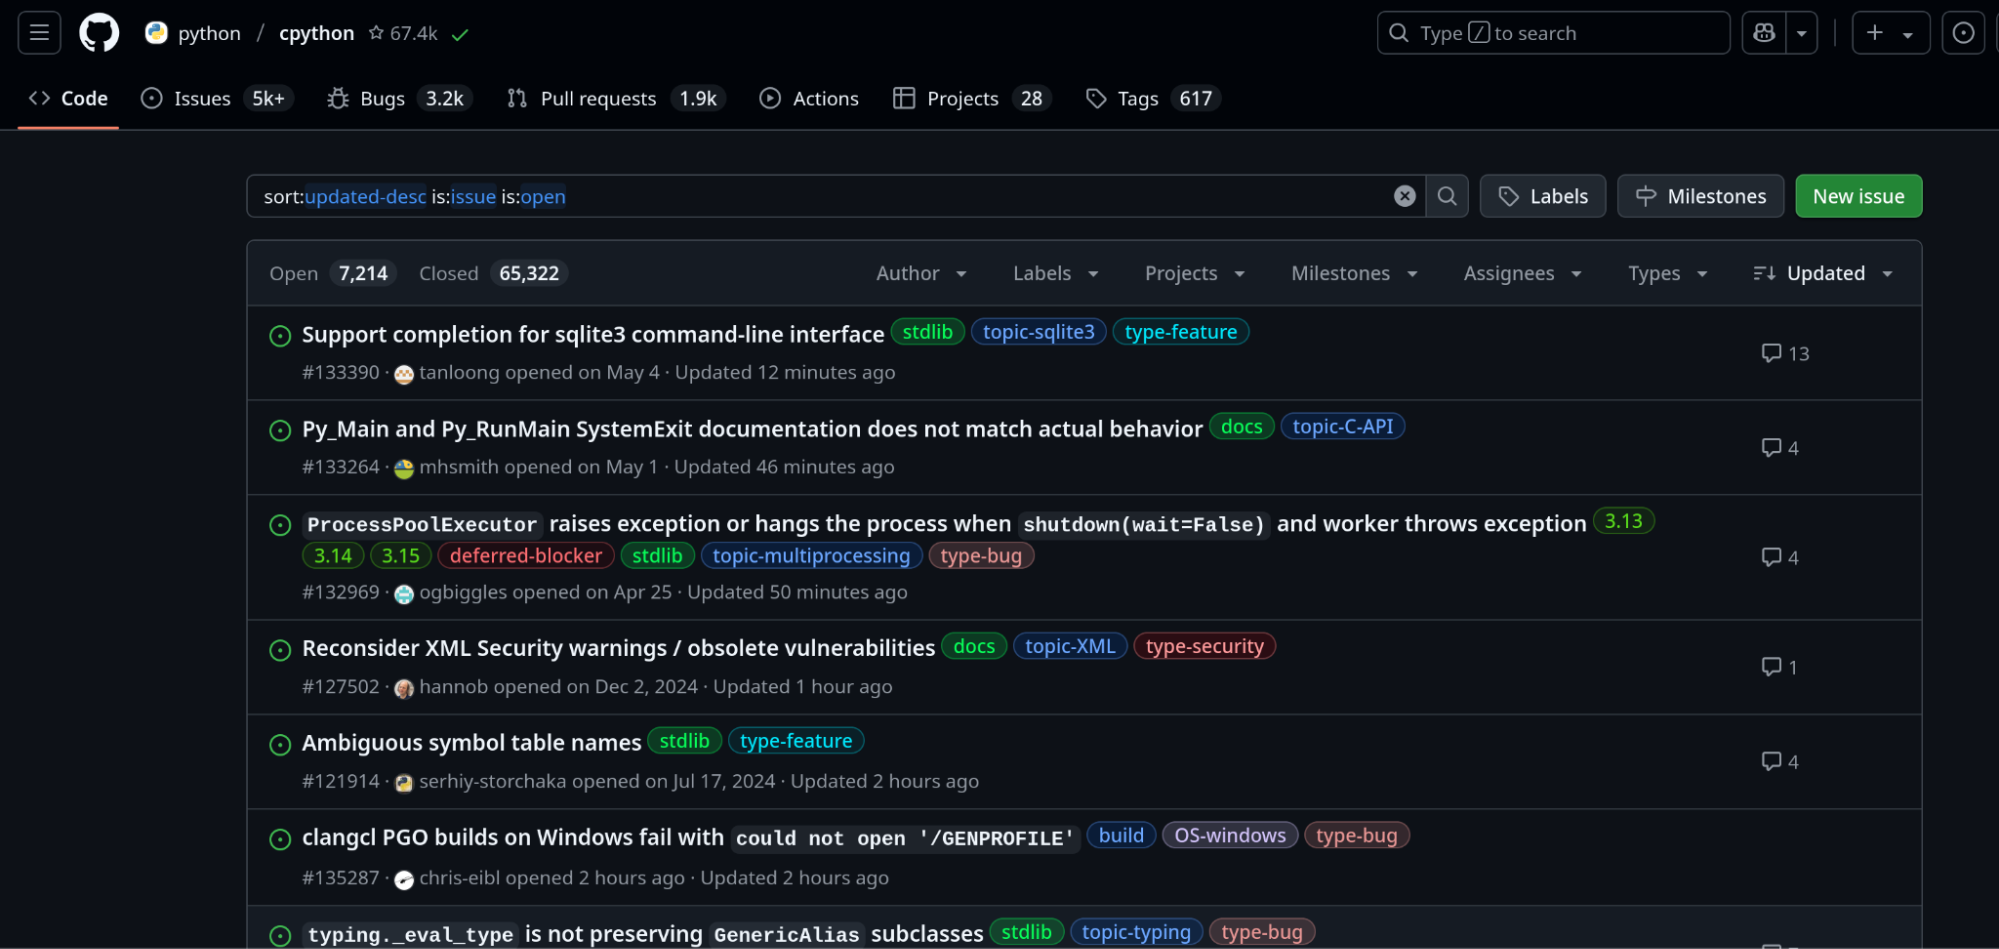 python / cpython 67.4k
Type / to search
Code Issues 5k+ Bugs 3.2k Pull requests 1.9k Actions Projects 28 Tags 617
sort:updated-desc is:issue is:open
Labels Milestones New issue
Open 7,214 Closed 65,322 Author Labels Projects Milestones Assignees Types Updated
Support completion for sqlite3 command-line interface stdlib topic-sqlite3 type-feature
#133390 · tanloong opened on May 4 · Updated 12 minutes ago
13
Py_Main and Py_RunMain SystemExit documentation does not match actual behavior docs topic-C-API
#133264 · mhsmith opened on May 1 · Updated 46 minutes ago
4
ProcessPoolExecutor raises exception or hangs the process when shutdown(wait=False) and worker throws exception 3.13
3.14 3.15 deferred-blocker stdlib topic-multiprocessing type-bug
#132969 · ogbiggles opened on Apr 25 · Updated 50 minutes ago
4
Reconsider XML Security warnings / obsolete vulnerabilities docs topic-XML type-security
#127502 · hannob opened on Dec 2, 2024 · Updated 1 hour ago
1
Ambiguous symbol table names stdlib type-feature
#121914 · serhiy-storchaka opened on Jul 17, 2024 · Updated 2 hours ago
4
clangcl PGO builds on Windows fail with could not open '/GENPROFILE' build OS-windows type-bug
#135287 · chris-eibl opened 2 hours ago · Updated 2 hours ago
typing._eval_type is not preserving GenericAlias subclasses stdlib topic-typing type-bug